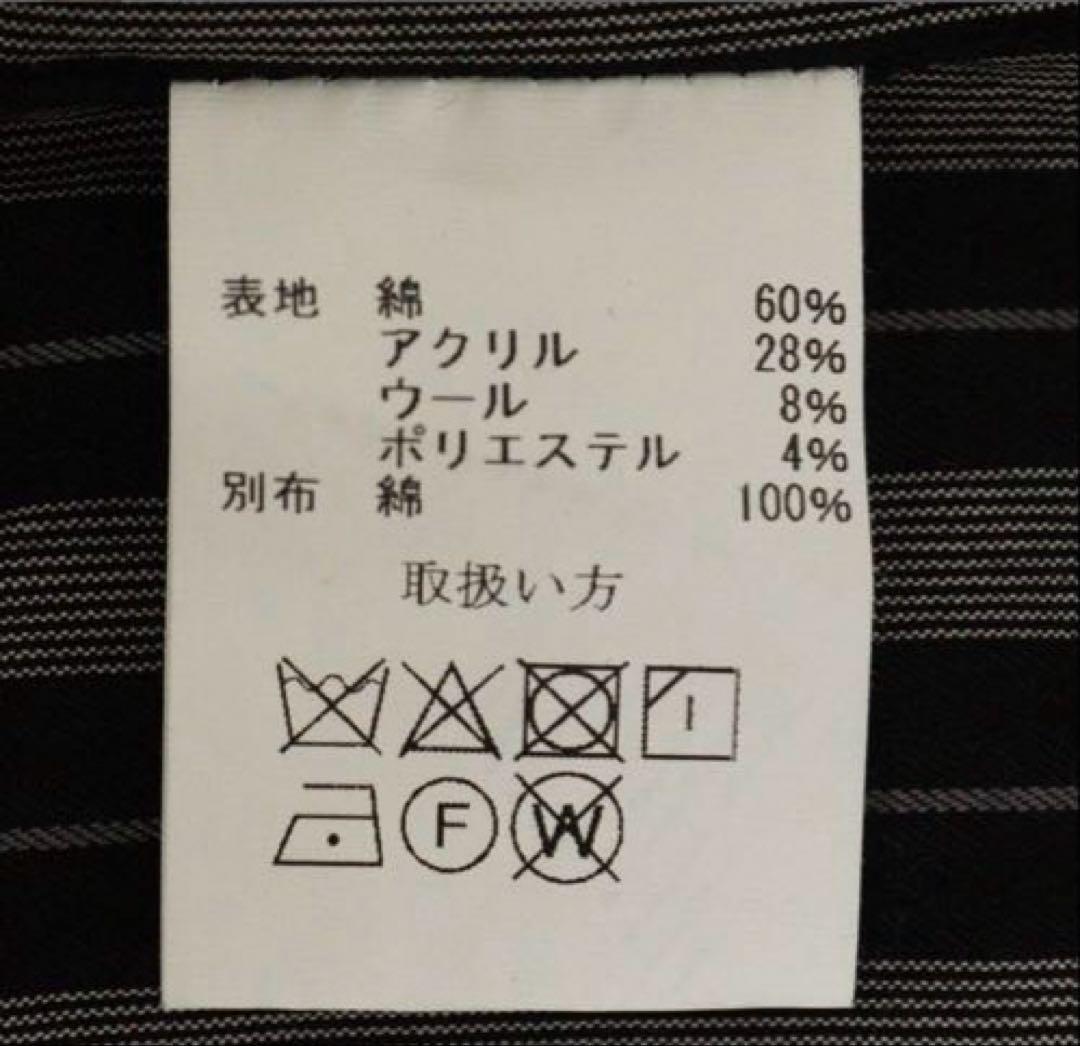 表地 綿 60%
アクリル 28%
ウール 8%
ポリエステル 4%
別布 綿 100%
取扱い方
F W